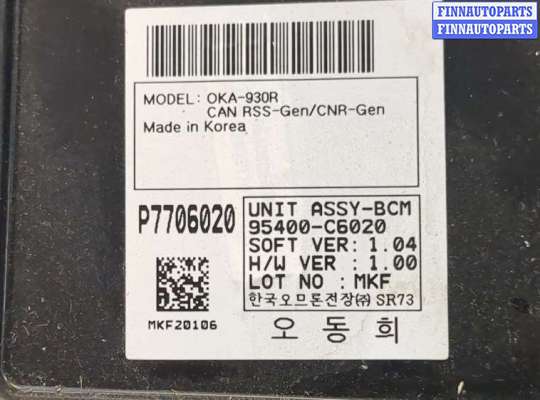 FINNAUTOPARTS
FINNAUTOPARTS
MODEL: OKA-930R
CAN RSS-Gen/CNR-Gen
Made in Korea
P7706020
UNIT ASSY-BCM
95400-C6020
SOFT VER: 1.04
H/W VER : 1.00
LOT NO : MKF
한국오므론전장㈜ SR73
MKF20106
오동희